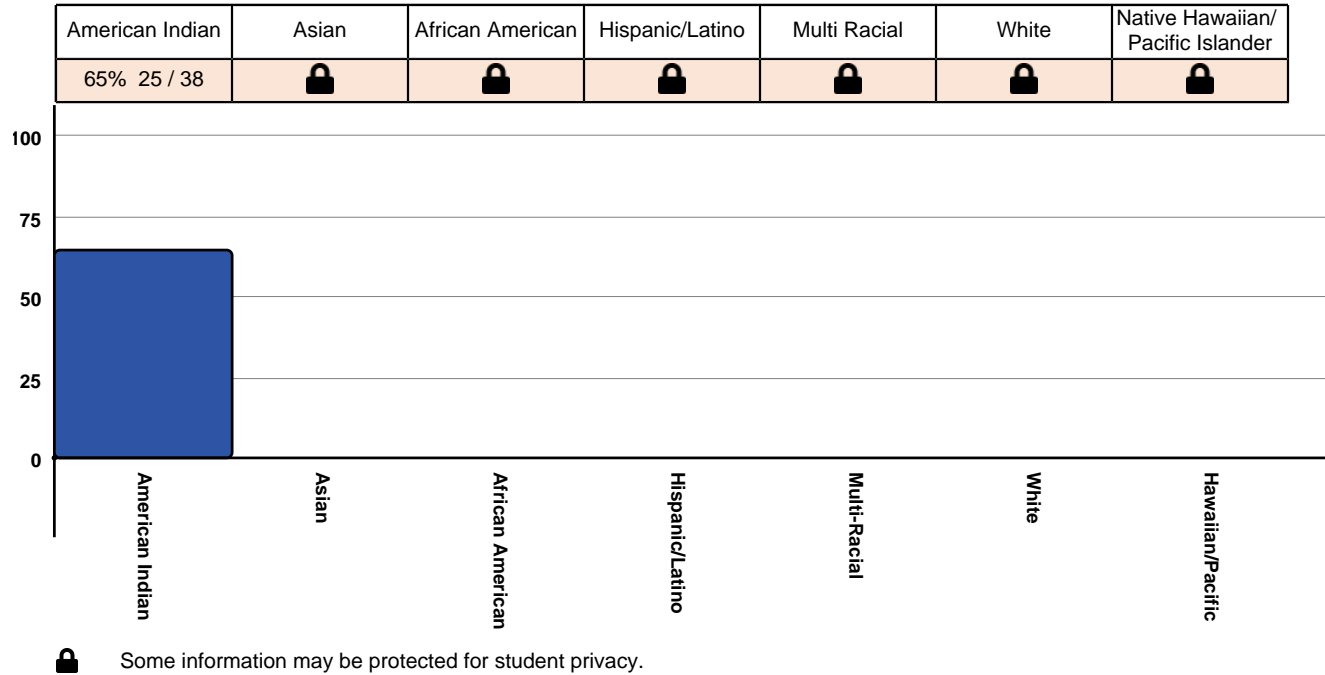 American Indian Asian African American Hispanic/Latino Multi Racial White Native Hawaiian/
Pacific Islander
65% 25 / 38
100
75
50
25
0
American Indian
Asian
African American
Hispanic/Latino
Multi-Racial
White
Hawaiian/Pacific
Some information may be protected for student privacy.